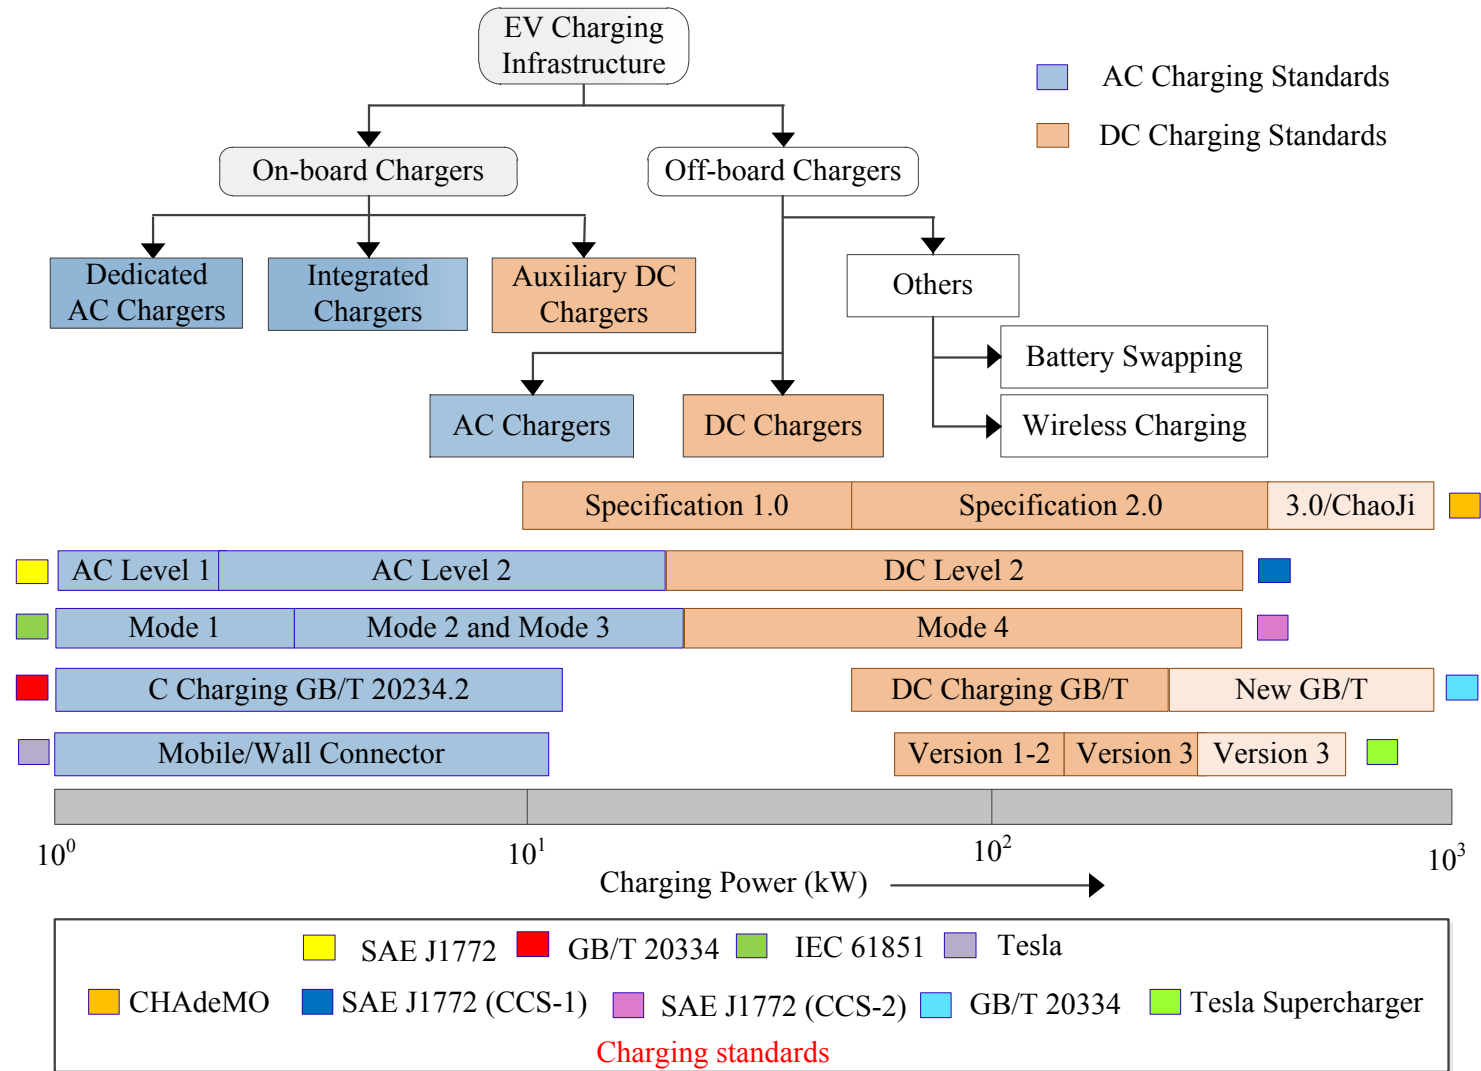 EV Charging
Infrastructure
AC Charging Standards
DC Charging Standards
On-board Chargers
Off-board Chargers
Dedicated
AC Chargers
Integrated
Chargers
Auxiliary DC
Chargers
Others
Battery Swapping
AC Chargers
DC Chargers
Wireless Charging
Specification 1.0
Specification 2.0
3.0/ChaoJi
AC Level 1
AC Level 2
DC Level 2
Mode 1
Mode 2 and Mode 3
Mode 4
C Charging GB/T 20234.2
DC Charging GB/T
New GB/T
Mobile/Wall Connector
Version 1-2
Version 3
Version 3
10⁰
10¹
10²
10³
Charging Power (kW)
SAE J1772
GB/T 20334
IEC 61851
Tesla
CHAdeMO
SAE J1772 (CCS-1)
SAE J1772 (CCS-2)
GB/T 20334
Tesla Supercharger
Charging standards